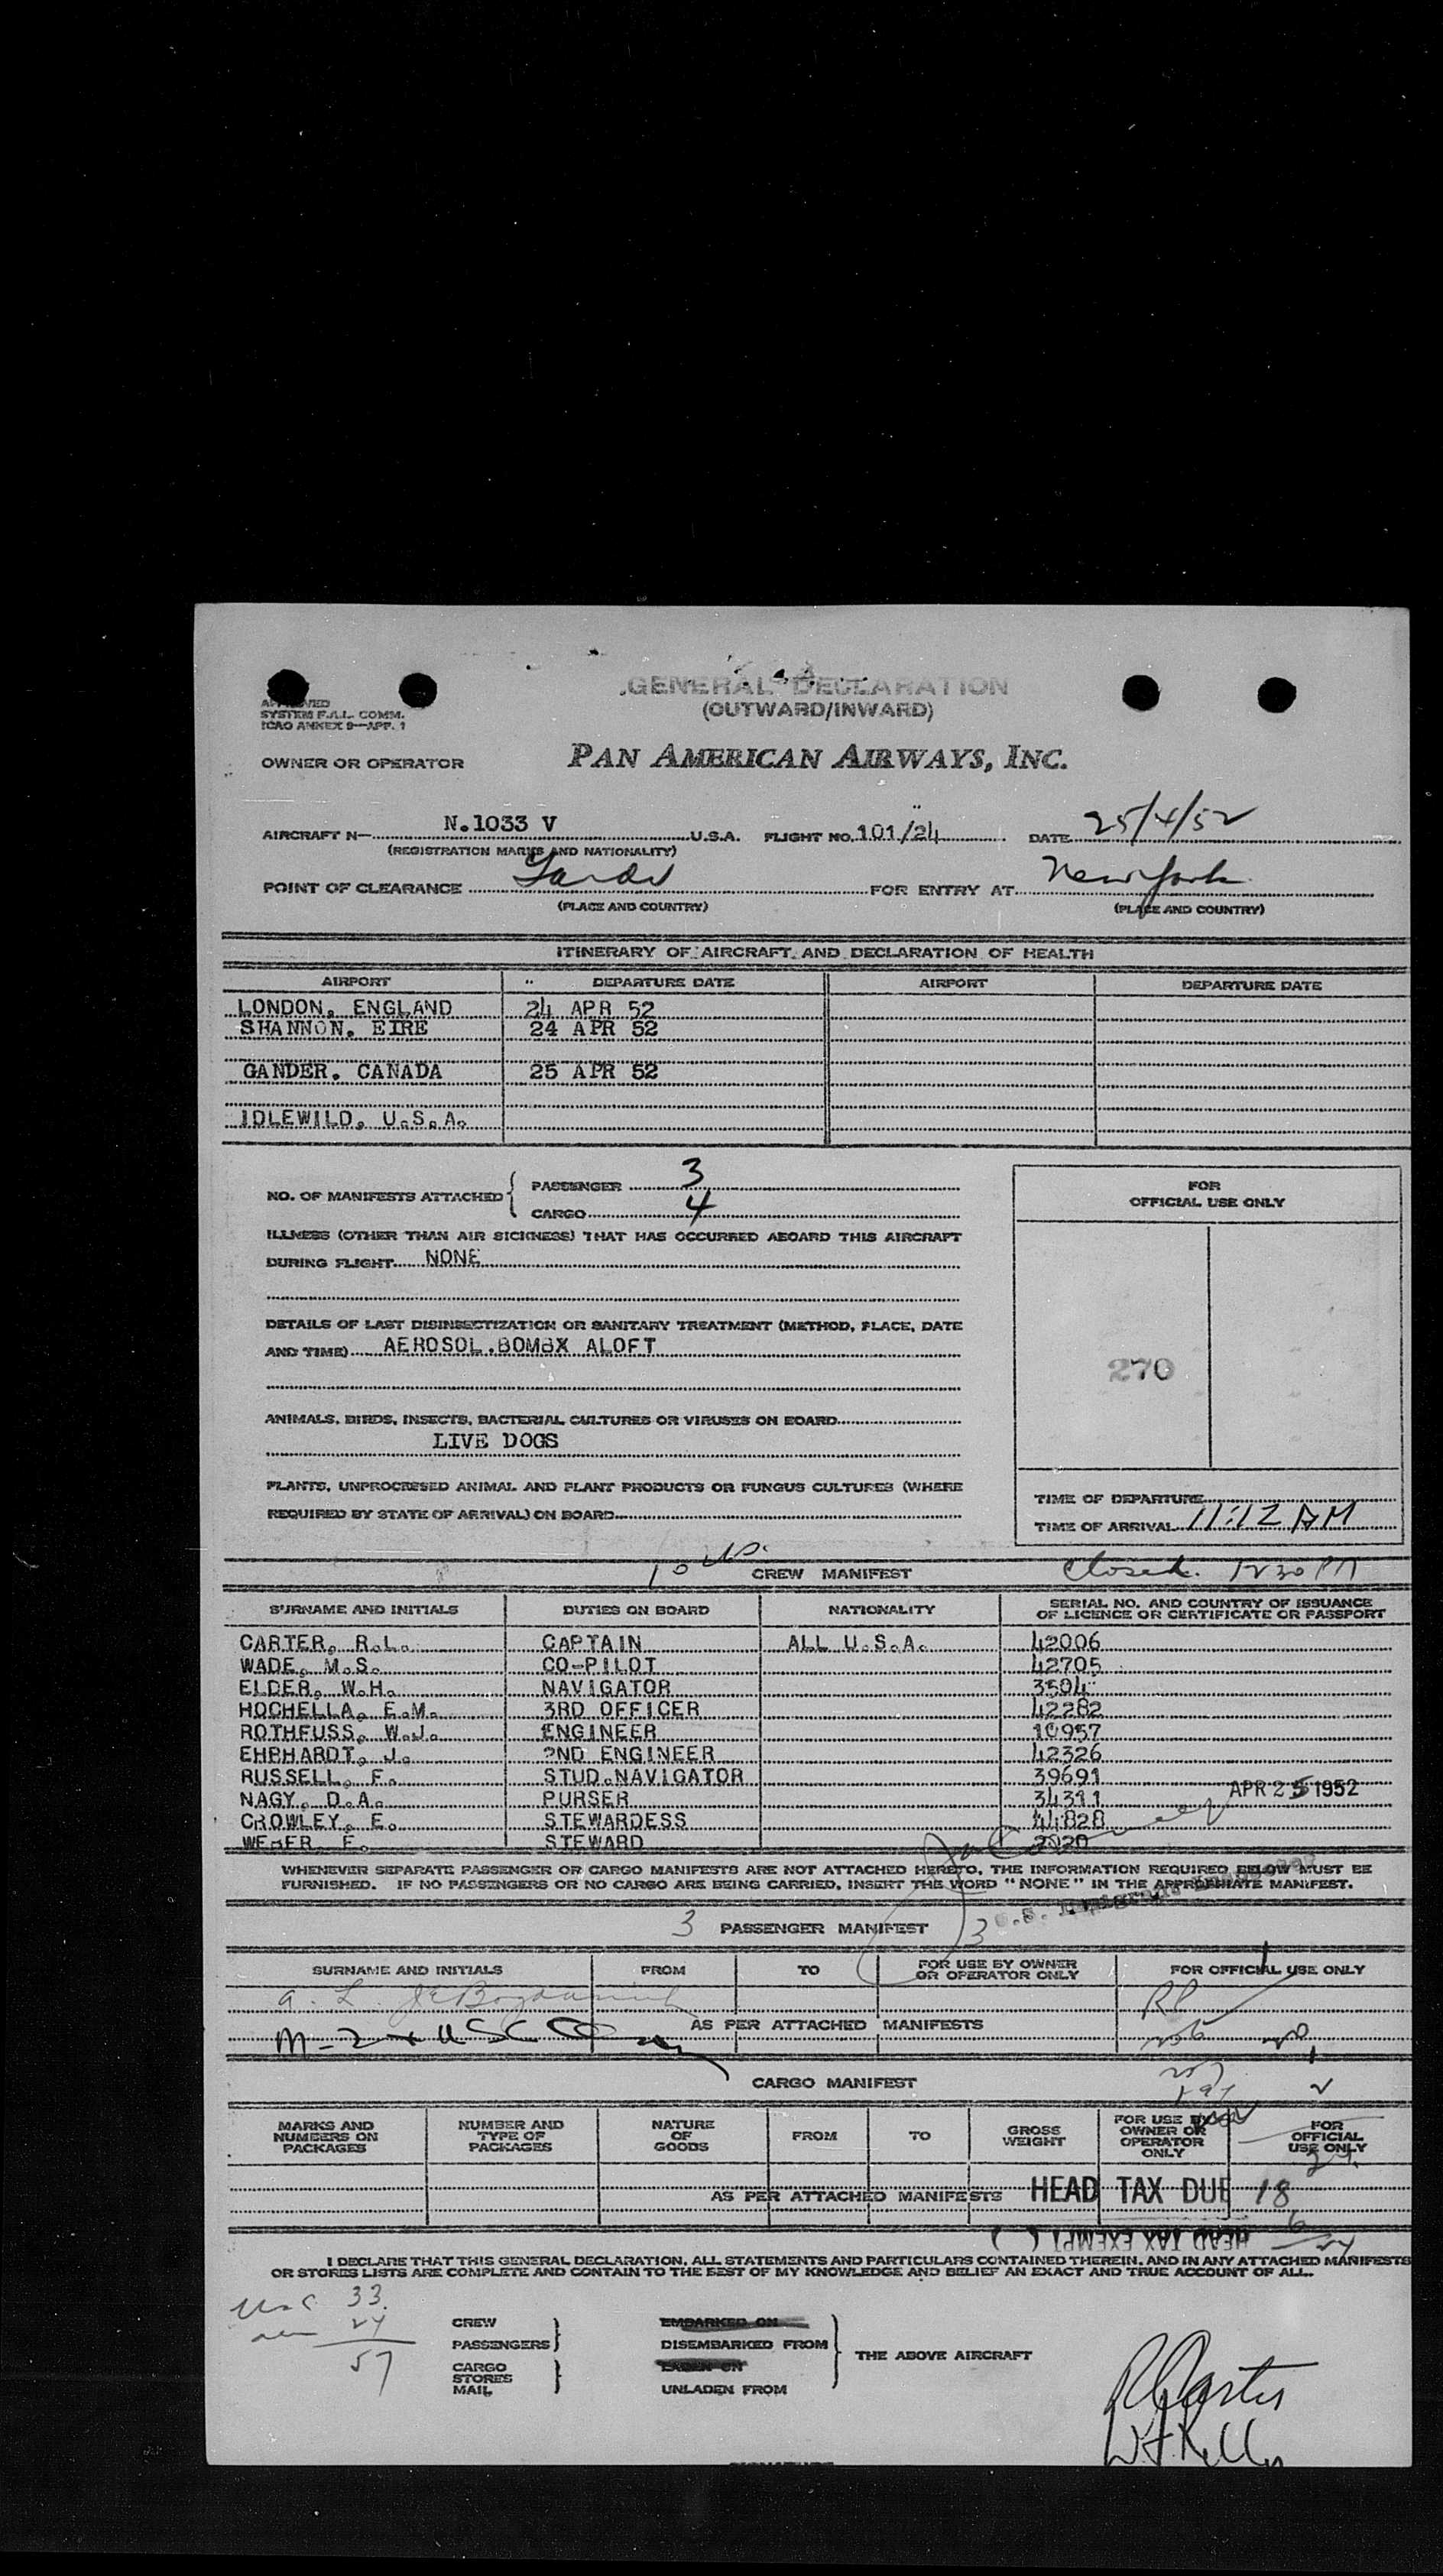 GENERAL DECLARATION
(OUTWARD/INWARD)
APPROVED
SYSTEM F.A.L. COMM.
ICAO ANNEX 9—APP. 1
OWNER OR OPERATOR PAN AMERICAN AIRWAYS, INC.
AIRCRAFT N— N.1033 V U.S.A. FLIGHT NO. 101/24 DATE 25/4/52
(REGISTRATION MARKS AND NATIONALITY)
POINT OF CLEARANCE FOR ENTRY AT New York
(PLACE AND COUNTRY) (PLACE AND COUNTRY)
ITINERARY OF AIRCRAFT AND DECLARATION OF HEALTH
AIRPORT DEPARTURE DATE AIRPORT DEPARTURE DATE
LONDON, ENGLAND 24 APR 52
SHANNON, EIRE 24 APR 52
GANDER, CANADA 25 APR 52
IDLEWILD, U.S.A.
NO. OF MANIFESTS ATTACHED { PASSENGER 3
CARGO 4
FOR
OFFICIAL USE ONLY
ILLNESS (OTHER THAN AIR SICKNESS) THAT HAS OCCURRED ABOARD THIS AIRCRAFT
DURING FLIGHT NONE
DETAILS OF LAST DISINSECTIZATION OR SANITARY TREATMENT (METHOD, PLACE, DATE
AND TIME) AEROSOL.BOMBX ALOFT
270
ANIMALS, BIRDS, INSECTS, BACTERIAL CULTURES OR VIRUSES ON BOARD
LIVE DOGS
PLANTS, UNPROCESSED ANIMAL AND PLANT PRODUCTS OR FUNGUS CULTURES (WHERE
REQUIRED BY STATE OF ARRIVAL) ON BOARD
TIME OF DEPARTURE
TIME OF ARRIVAL 11:12 AM
10 US. CREW MANIFEST Closed. 1230 PM
SURNAME AND INITIALS DUTIES ON BOARD NATIONALITY SERIAL NO. AND COUNTRY OF ISSUANCE
OF LICENCE OR CERTIFICATE OR PASSPORT
CARTER, R.L. CAPTAIN ALL U.S.A. 42006
WADE, M.S. CO-PILOT 42705
ELDER, W.H. NAVIGATOR 3504
HOCHELLA, E.M. 3RD OFFICER 42282
ROTHFUSS, W.J. ENGINEER 10957
EHRHARDT, J. 2ND ENGINEER 42326
RUSSELL, F. STUD.NAVIGATOR 39691
NAGY, D.A. PURSER 34391 APR 25 1952
CROWLEY, E. STEWARDESS 44828
WEBER F. STEWARD 2020
WHENEVER SEPARATE PASSENGER OR CARGO MANIFESTS ARE NOT ATTACHED HERETO, THE INFORMATION REQUIRED BELOW MUST BE
FURNISHED. IF NO PASSENGERS OR NO CARGO ARE BEING CARRIED, INSERT THE WORD "NONE" IN THE APPROPRIATE MANIFEST.
3 PASSENGER MANIFEST 3
SURNAME AND INITIALS FROM TO FOR USE BY OWNER
OR OPERATOR ONLY FOR OFFICIAL USE ONLY
AS PER ATTACHED MANIFESTS
CARGO MANIFEST
MARKS AND
NUMBERS ON
PACKAGES NUMBER AND
TYPE OF
PACKAGES NATURE
OF
GOODS FROM TO GROSS
WEIGHT FOR USE BY
OWNER OR
OPERATOR
ONLY FOR
OFFICIAL
USE ONLY
AS PER ATTACHED MANIFESTS HEAD TAX DUE 18
HEAD TAX EXEMPT ( ) 6
24
I DECLARE THAT THIS GENERAL DECLARATION, ALL STATEMENTS AND PARTICULARS CONTAINED THEREIN, AND IN ANY ATTACHED MANIFESTS
OR STORES LISTS ARE COMPLETE AND CONTAIN TO THE BEST OF MY KNOWLEDGE AND BELIEF AN EXACT AND TRUE ACCOUNT OF ALL.
33
24
57
CREW
PASSENGERS }
CARGO
STORES
MAIL }
EMBARKED ON
DISEMBARKED FROM
LADEN ON
UNLADEN FROM
} THE ABOVE AIRCRAFT
RLCarter
W.F.Keller